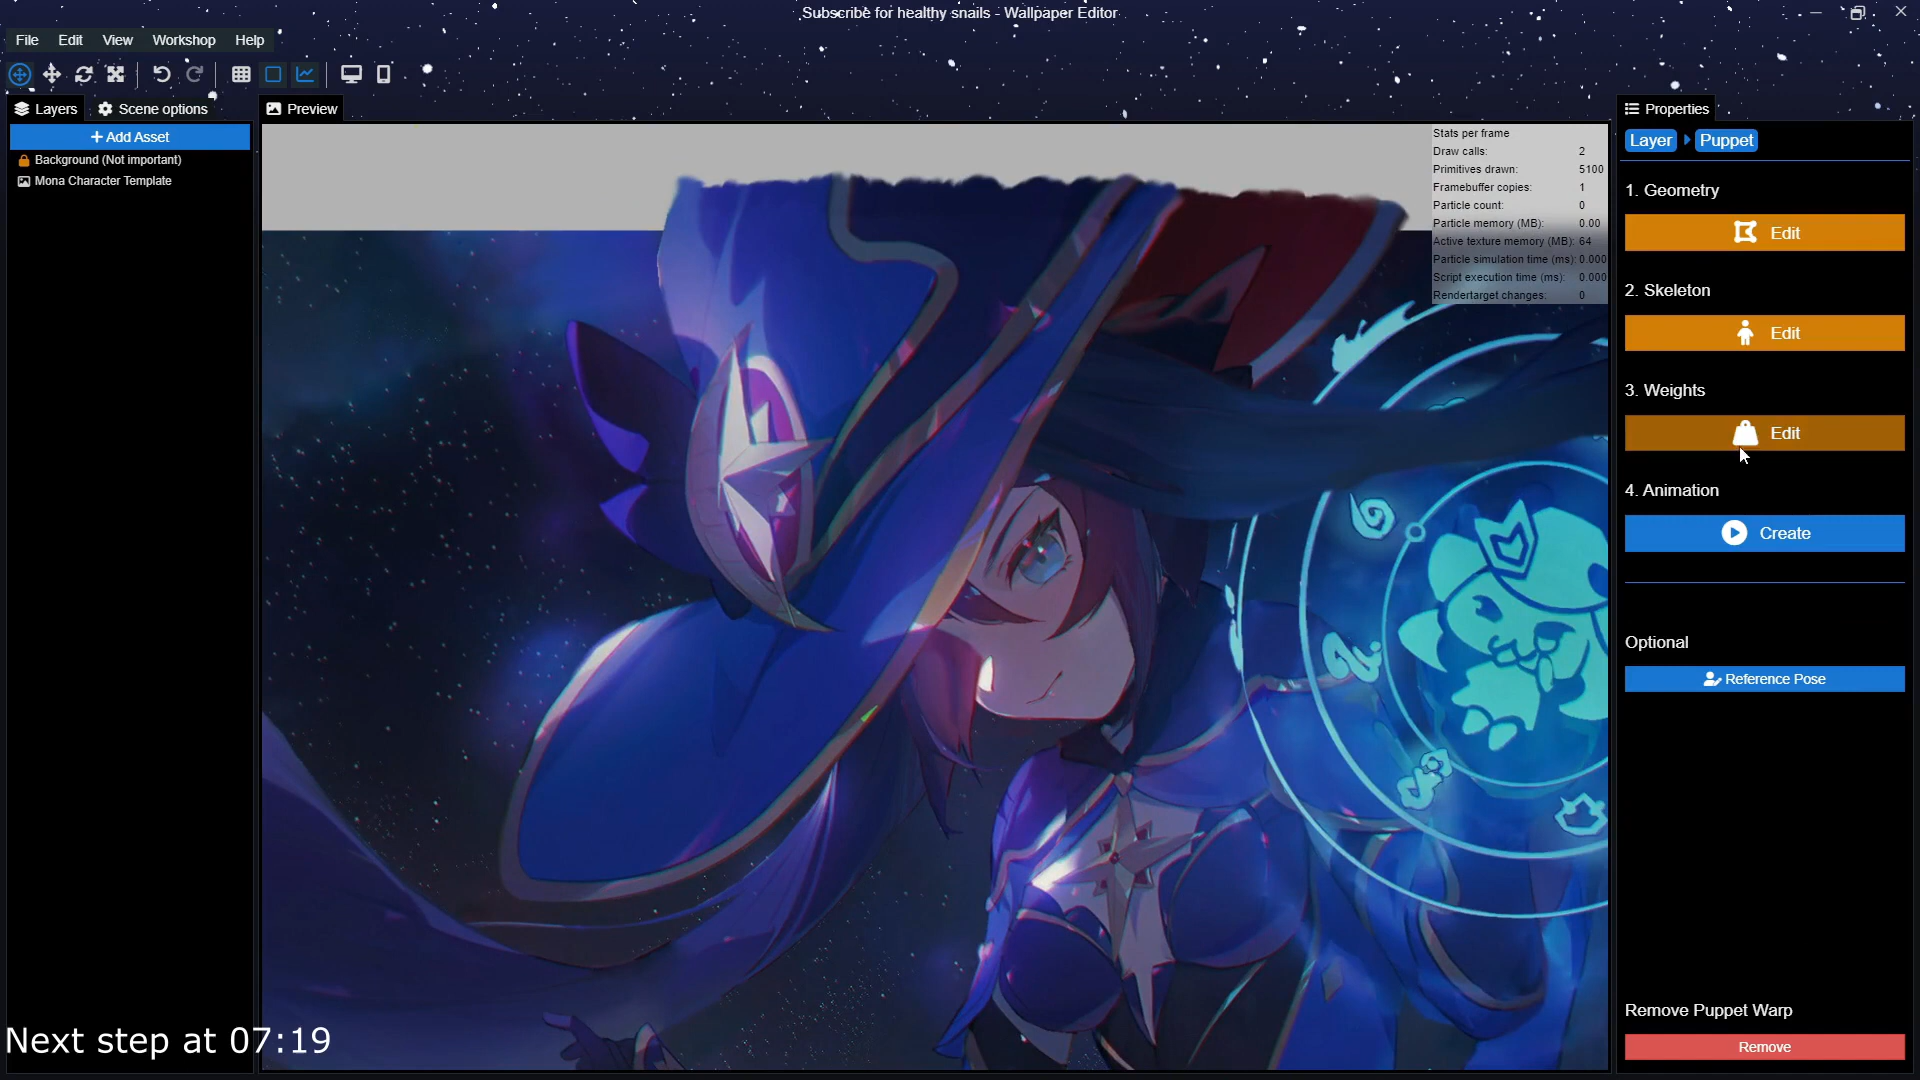 Subscribe for healthy snails - Wallpaper Editor
File Edit View Workshop Help
Layers Scene options Preview Properties
Add Asset
Background (Not important)
Mona Character Template
Stats per frame
Draw calls: 2
Primitives drawn: 5100
Framebuffer copies: 1
Particle count: 0
Particle memory (MB): 0.00
Active texture memory (MB): 64
Particle simulation time (ms): 0.000
Script execution time (ms): 0.000
Rendertarget changes: 0
Layer Puppet
1. Geometry
Edit
2. Skeleton
Edit
3. Weights
Edit
4. Animation
Create
Optional
Reference Pose
Remove Puppet Warp
Remove
Next step at 07:19